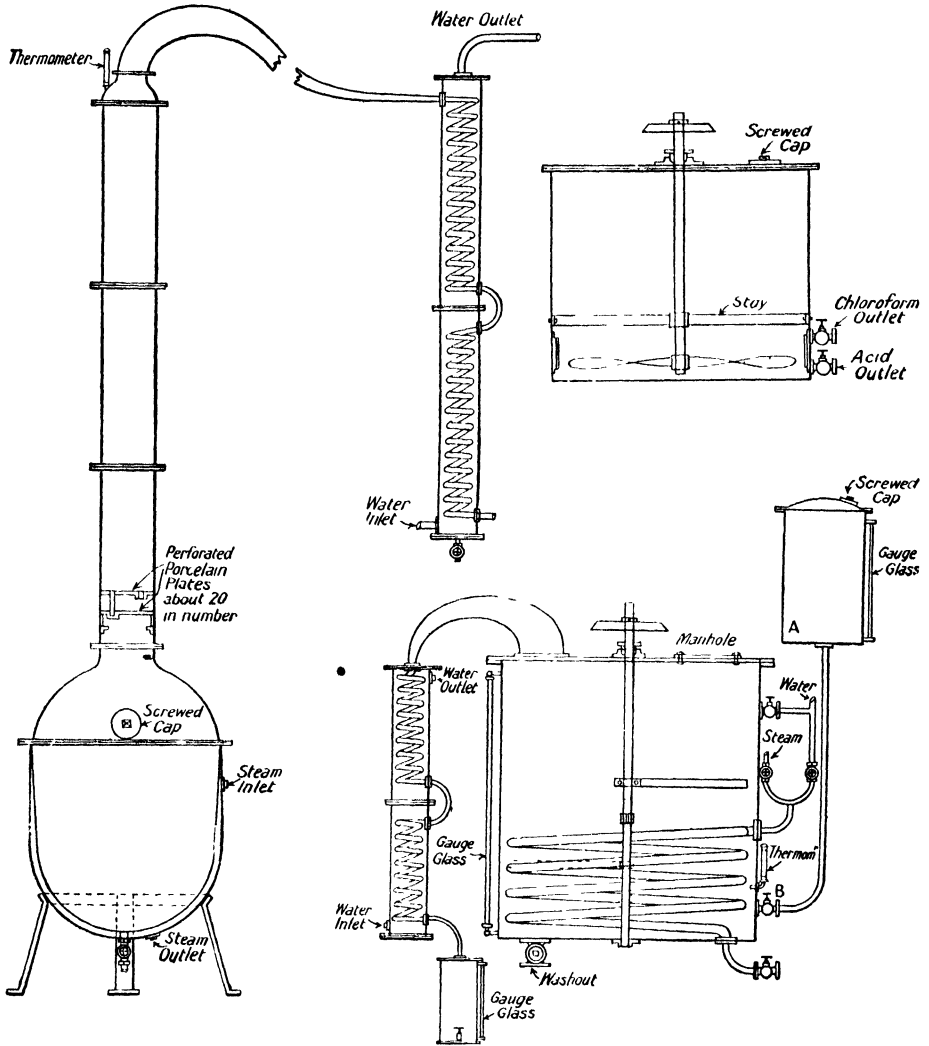 Water Outlet
Thermometer
Screwed
Cap
Stay
Chloroform
Outlet
Acid
Outlet
Water
Inlet
Perforated
Porcelain
Plates
about 20
in number
Screwed
Cap
Steam
Inlet
Steam
Outlet
Screwed
Cap
Gauge
Glass
A
Manhole
Water
Outlet
Water
Steam
Gauge
Glass
Thermomr
B
Water
Inlet
Washout
Gauge
Glass